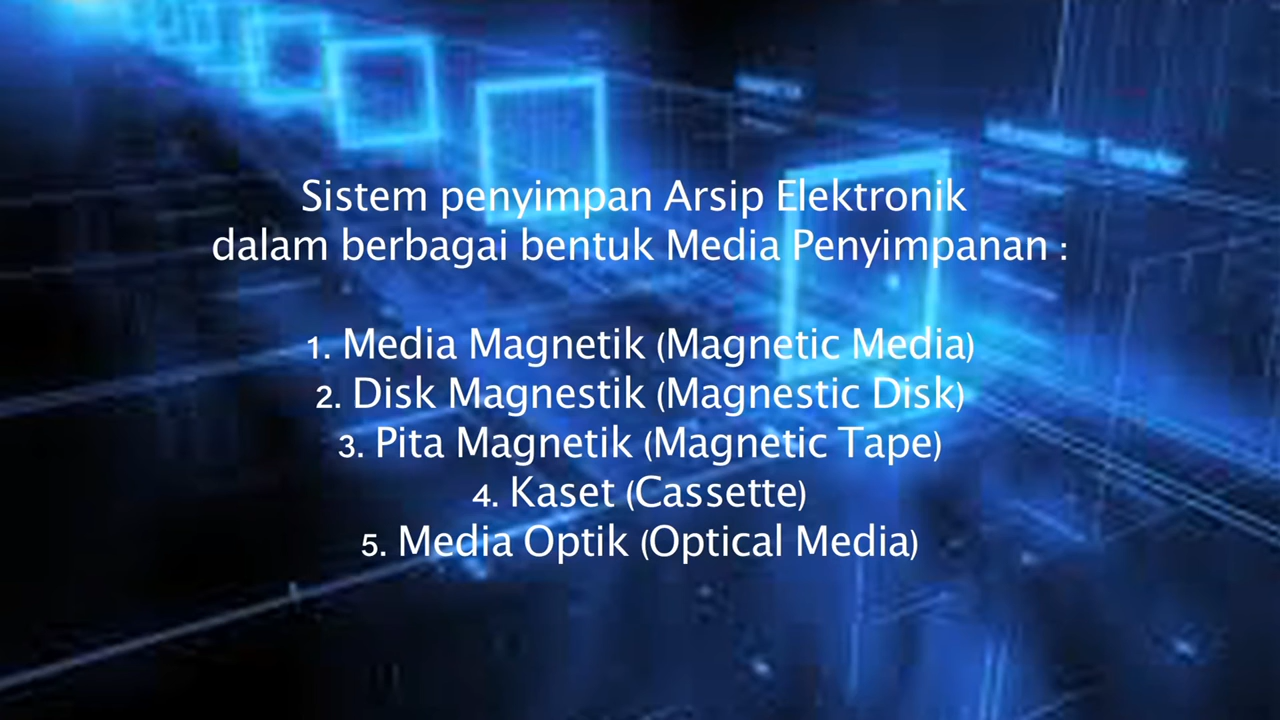 Sistem penyimpan Arsip Elektronik
dalam berbagai bentuk Media Penyimpanan :
1. Media Magnetik (Magnetic Media)
2. Disk Magnestik (Magnestic Disk)
3. Pita Magnetik (Magnetic Tape)
4. Kaset (Cassette)
5. Media Optik (Optical Media)